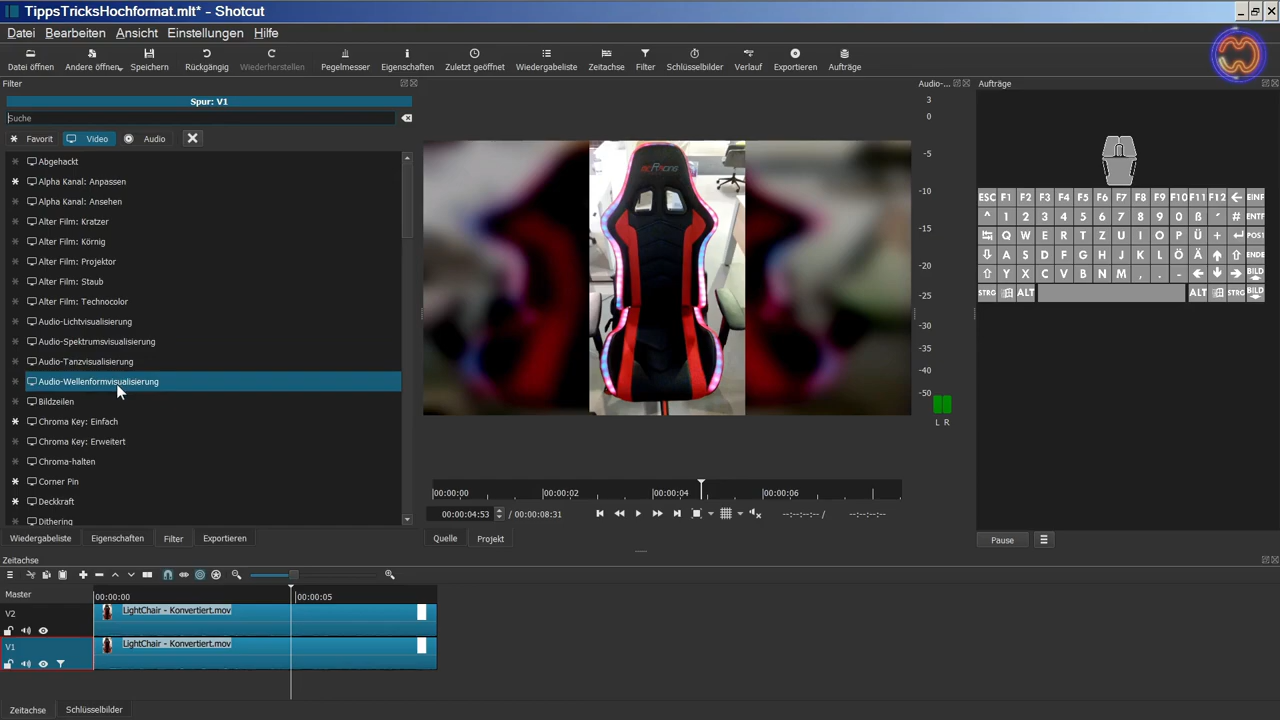 TippsTricksHochformat.mlt* - Shotcut
Datei Bearbeiten Ansicht Einstellungen Hilfe
Datei öffnen Andere öffnen Speichern Rückgängig Wiederherstellen Pegelmesser Eigenschaften Zuletzt geöffnet Wiedergabeliste Zeitachse Filter Schlüsselbilder Verlauf Exportieren Aufträge
Filter Audio-... Aufträge
Spur: V1
Suche
Favorit Video Audio
Abgehackt
Alpha Kanal: Anpassen
Alpha Kanal: Ansehen
Alter Film: Kratzer
Alter Film: Körnig
Alter Film: Projektor
Alter Film: Staub
Alter Film: Technocolor
Audio-Lichtvisualisierung
Audio-Spektrumsvisualisierung
Audio-Tanzvisualisierung
Audio-Wellenformvisualisierung
Bildzeilen
Chroma Key: Einfach
Chroma Key: Erweitert
Chroma-halten
Corner Pin
Deckkraft
Dithering
3
0
-5
-10
-15
-20
-25
-30
-35
-40
-50
L R
ESC F1 F2 F3 F4 F5 F6 F7 F8 F9 F10 F11 F12 EINF
^ 1 2 3 4 5 6 7 8 9 0 ß ´ # ENTF
Q W E R T Z U I O P Ü + POS1
A S D F G H J K L Ö Ä ENDE
Y X C V B N M , . - BILD
STRG ALT ALT STRG BILD
00:00:00 00:00:02 00:00:04 00:00:06
00:00:04:53 / 00:00:08:31 --:--:--:-- / --:--:--:--
Wiedergabeliste Eigenschaften Filter Exportieren Quelle Projekt Pause
Zeitachse
Master 00:00:00 00:00:05
V2 LightChair - Konvertiert.mov
V1 LightChair - Konvertiert.mov
Zeitachse Schlüsselbilder